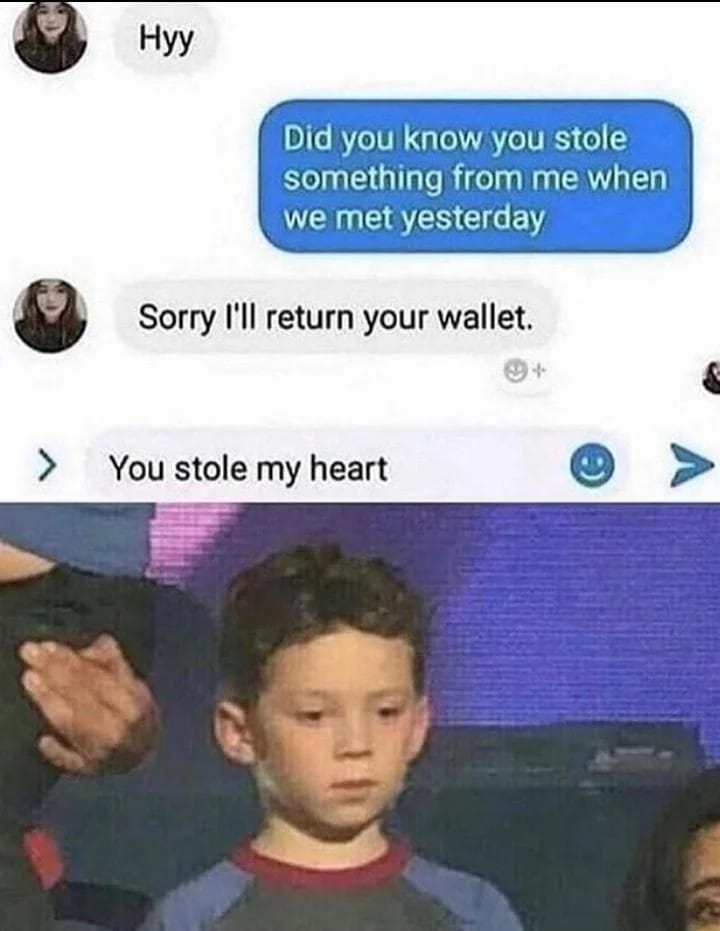 Hyy
Did you know you stole
something from me when
we met yesterday
Sorry I'll return your wallet.
You stole my heart